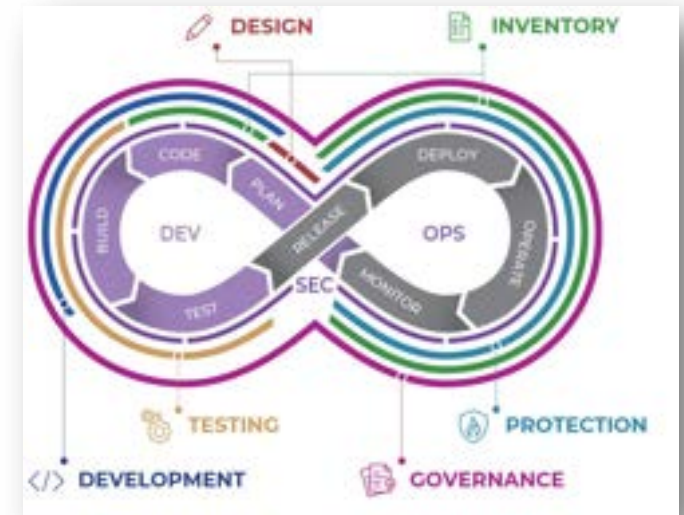 DESIGN
INVENTORY
CODE
PLAN
DEPLOY
BUILD
DEV
RELEASE
OPS
OPERATE
TEST
SEC
MONITOR
TESTING
PROTECTION
</> DEVELOPMENT
GOVERNANCE